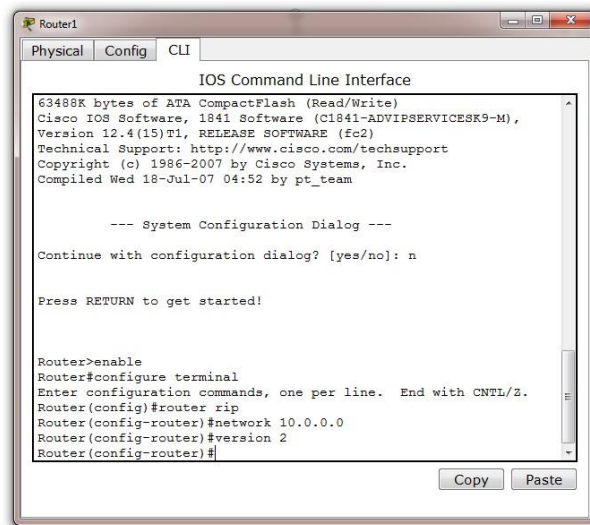 Router1
Physical Config CLI
IOS Command Line Interface
63488K bytes of ATA CompactFlash (Read/Write)
Cisco IOS Software, 1841 Software (C1841-ADVIPSERVICESK9-M),
Version 12.4(15)T1, RELEASE SOFTWARE (fc2)
Technical Support: http://www.cisco.com/techsupport
Copyright (c) 1986-2007 by Cisco Systems, Inc.
Compiled Wed 18-Jul-07 04:52 by pt_team
--- System Configuration Dialog ---
Continue with configuration dialog? [yes/no]: n
Press RETURN to get started!
Router>enable
Router#configure terminal
Enter configuration commands, one per line.  End with CNTL/Z.
Router(config)#router rip
Router(config-router)#network 10.0.0.0
Router(config-router)#version 2
Router(config-router)#
Copy Paste